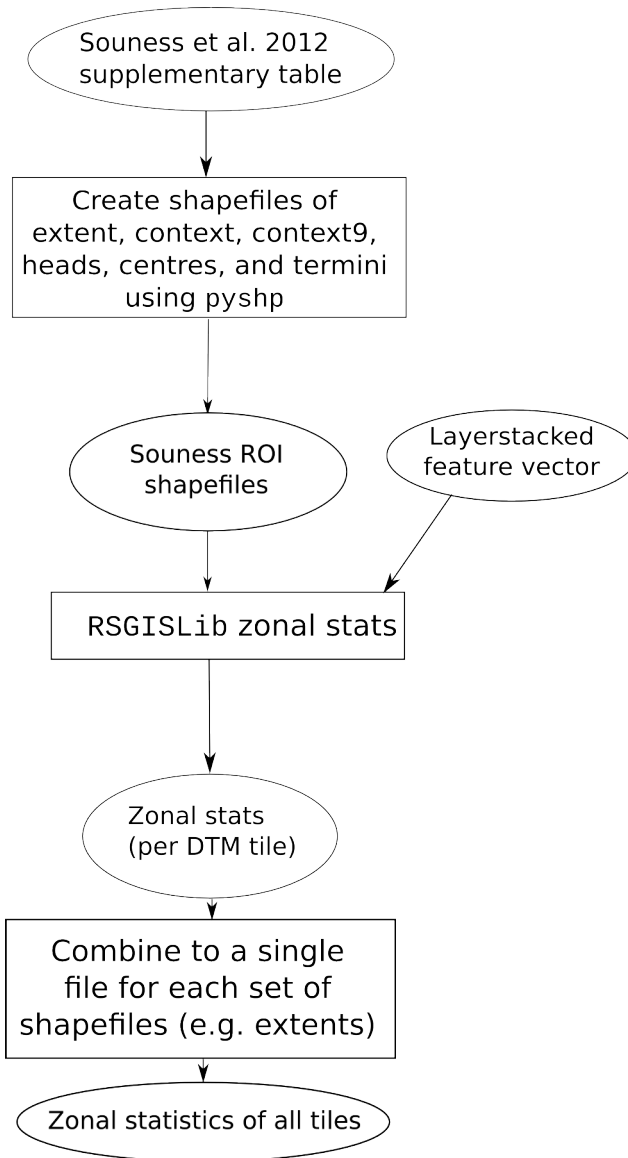 Souness et al. 2012
supplementary table
Create shapefiles of
extent, context, context9,
heads, centres, and termini
using pyshp
Souness ROI
shapefiles
Layerstacked
feature vector
RSGISLib zonal stats
Zonal stats
(per DTM tile)
Combine to a single
file for each set of
shapefiles (e.g. extents)
Zonal statistics of all tiles